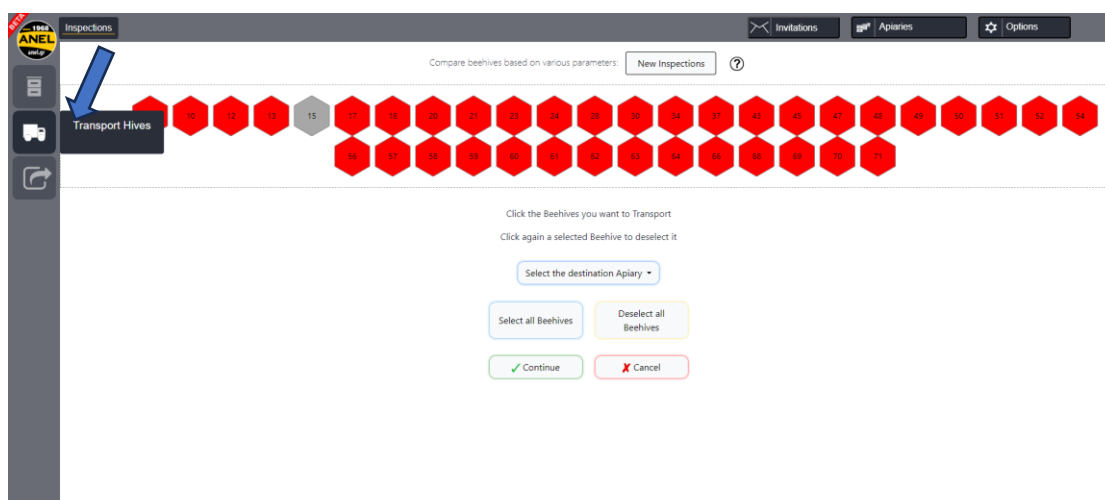 BETA
1968
ANEL
anel.gr
Inspections
Invitations
Apiaries
Options
Compare beehives based on various parameters:
New Inspections
?
Transport Hives
10 12 13 15 17 18 20 21 23 24 28 30 34 37 43 45 47 48 49 50 51 52 54
56 57 58 59 60 61 62 63 64 66 68 69 70 71
Click the Beehives you want to Transport
Click again a selected Beehive to deselect it
Select the destination Apiary
Select all Beehives
Deselect all
Beehives
Continue
Cancel